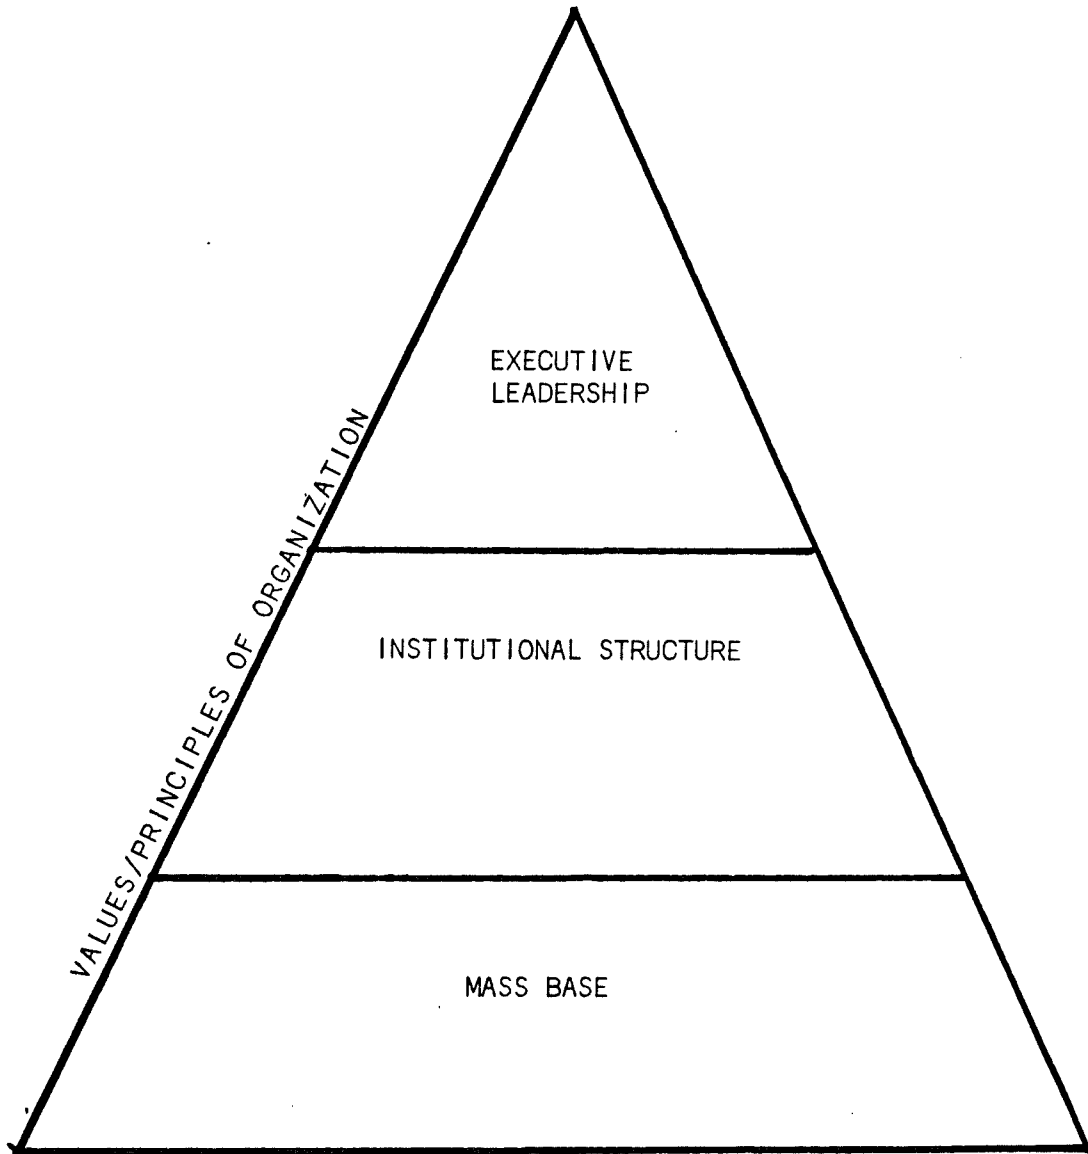 EXECUTIVE
LEADERSHIP
VALUES/PRINCIPLES OF ORGANIZATION
INSTITUTIONAL STRUCTURE
MASS BASE